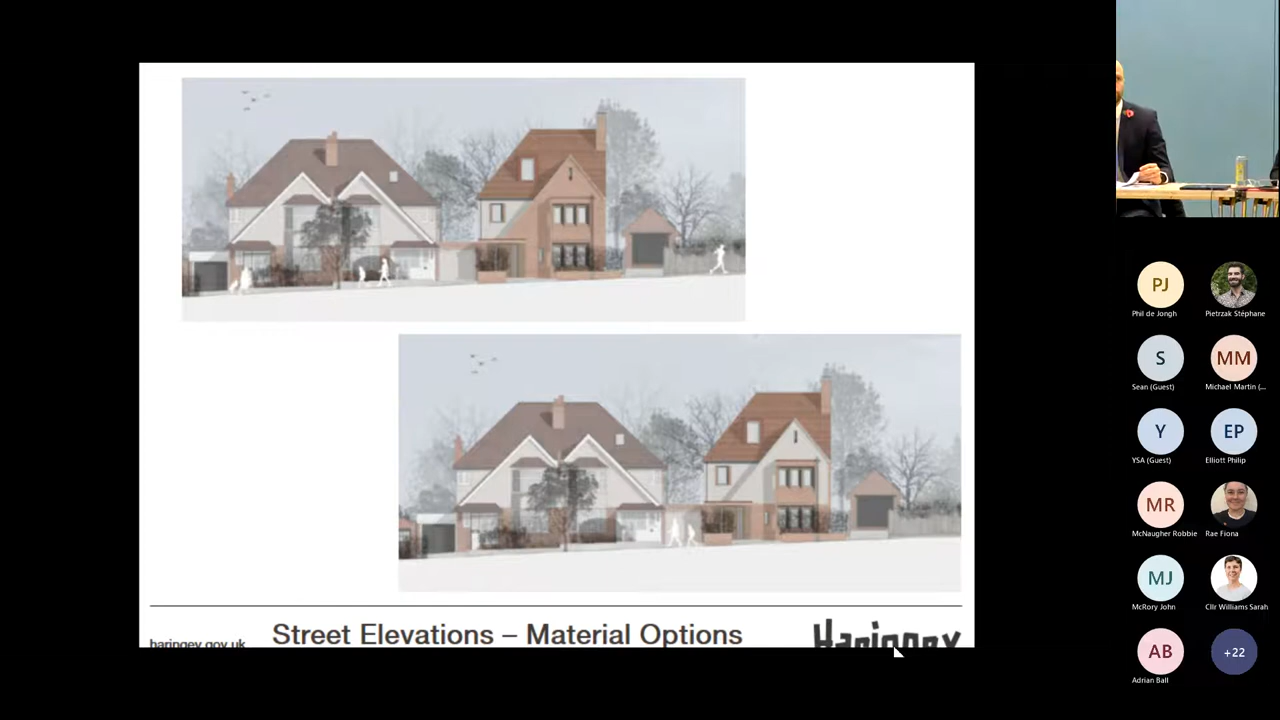 haringey.gov.uk
Street Elevations – Material Options
Haringey
PJ
Phil de Jongh
Pietrzak Stéphane
S
Sean (Guest)
MM
Michael Martin (...
Y
YSA (Guest)
EP
Elliott Philip
MR
McNaugher Robbie
Rae Fiona
MJ
McRory John
Cllr Williams Sarah
AB
Adrian Ball
+22